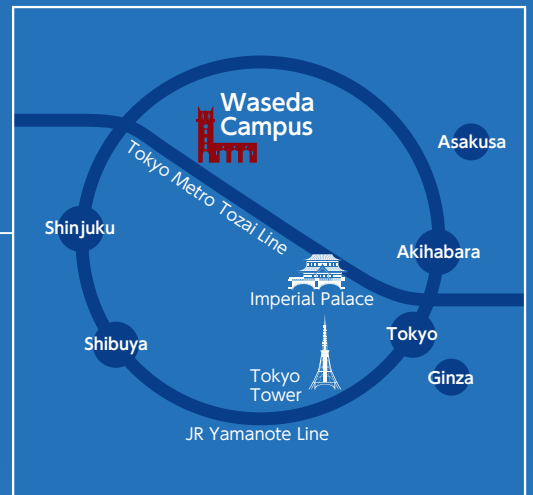 Waseda
Campus
Asakusa
Tokyo Metro Tozai Line
Shinjuku
Akihabara
Imperial Palace
Tokyo
Shibuya
Tokyo
Tower
Ginza
JR Yamanote Line